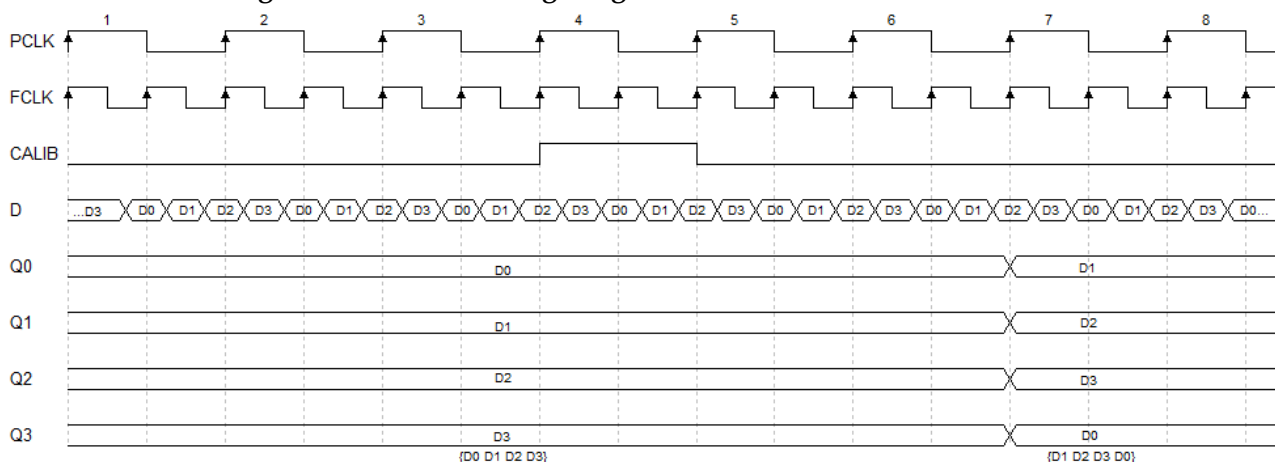 1 2 3 4 5 6 7 8
PCLK
FCLK
CALIB
D ...D3 D0 D1 D2 D3 D0 D1 D2 D3 D0 D1 D2 D3 D0 D1 D2 D3 D0 D1 D2 D3 D0 D1 D2 D3 D0 D1 D2 D3 D0...
Q0 D0 D1
Q1 D1 D2
Q2 D2 D3
Q3 D3 D0
{D0 D1 D2 D3} {D1 D2 D3 D0}